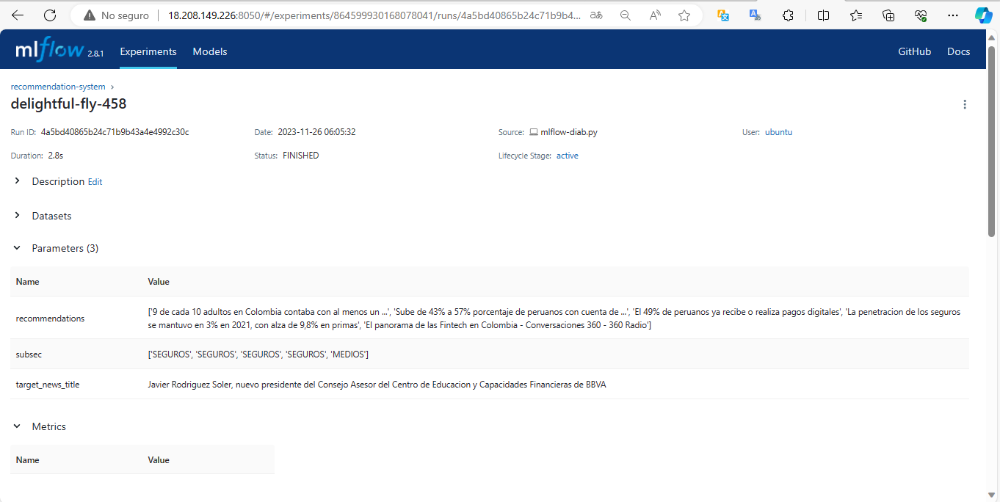 No seguro
18.208.149.226:8050/#/experiments/864599930168078041/runs/4a5bd40865b24c71b9b4...
mlflow 2.8.1 Experiments Models GitHub Docs
recommendation-system
delightful-fly-458
Run ID: 4a5bd40865b24c71b9b43a4e4992c30c Date: 2023-11-26 06:05:32 Source: mlflow-diab.py User: ubuntu
Duration: 2.8s Status: FINISHED Lifecycle Stage: active
Description Edit
Datasets
Parameters (3)
Name Value
recommendations ['9 de cada 10 adultos en Colombia contaba con al menos un ...', 'Sube de 43% a 57% porcentaje de peruanos con cuenta de ...', 'El 49% de peruanos ya recibe o realiza pagos digitales', 'La penetracion de los seguros
se mantuvo en 3% en 2021, con alza de 9,8% en primas', 'El panorama de las Fintech en Colombia - Conversaciones 360 - 360 Radio']
subsec ['SEGUROS', 'SEGUROS', 'SEGUROS', 'SEGUROS', 'MEDIOS']
target_news_title Javier Rodriguez Soler, nuevo presidente del Consejo Asesor del Centro de Educacion y Capacidades Financieras de BBVA
Metrics
Name Value